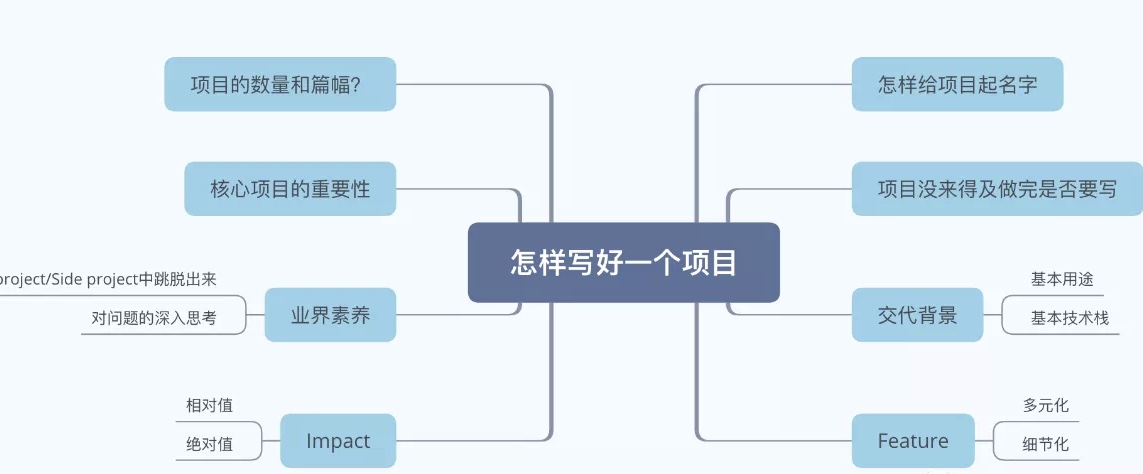 怎样写好一个项目
怎样给项目起名字
项目没来得及做完是否要写
交代背景
基本用途
基本技术栈
Feature
多元化
细节化
项目的数量和篇幅？
核心项目的重要性
业界素养
project/Side project中跳脱出来
对问题的深入思考
Impact
相对值
绝对值